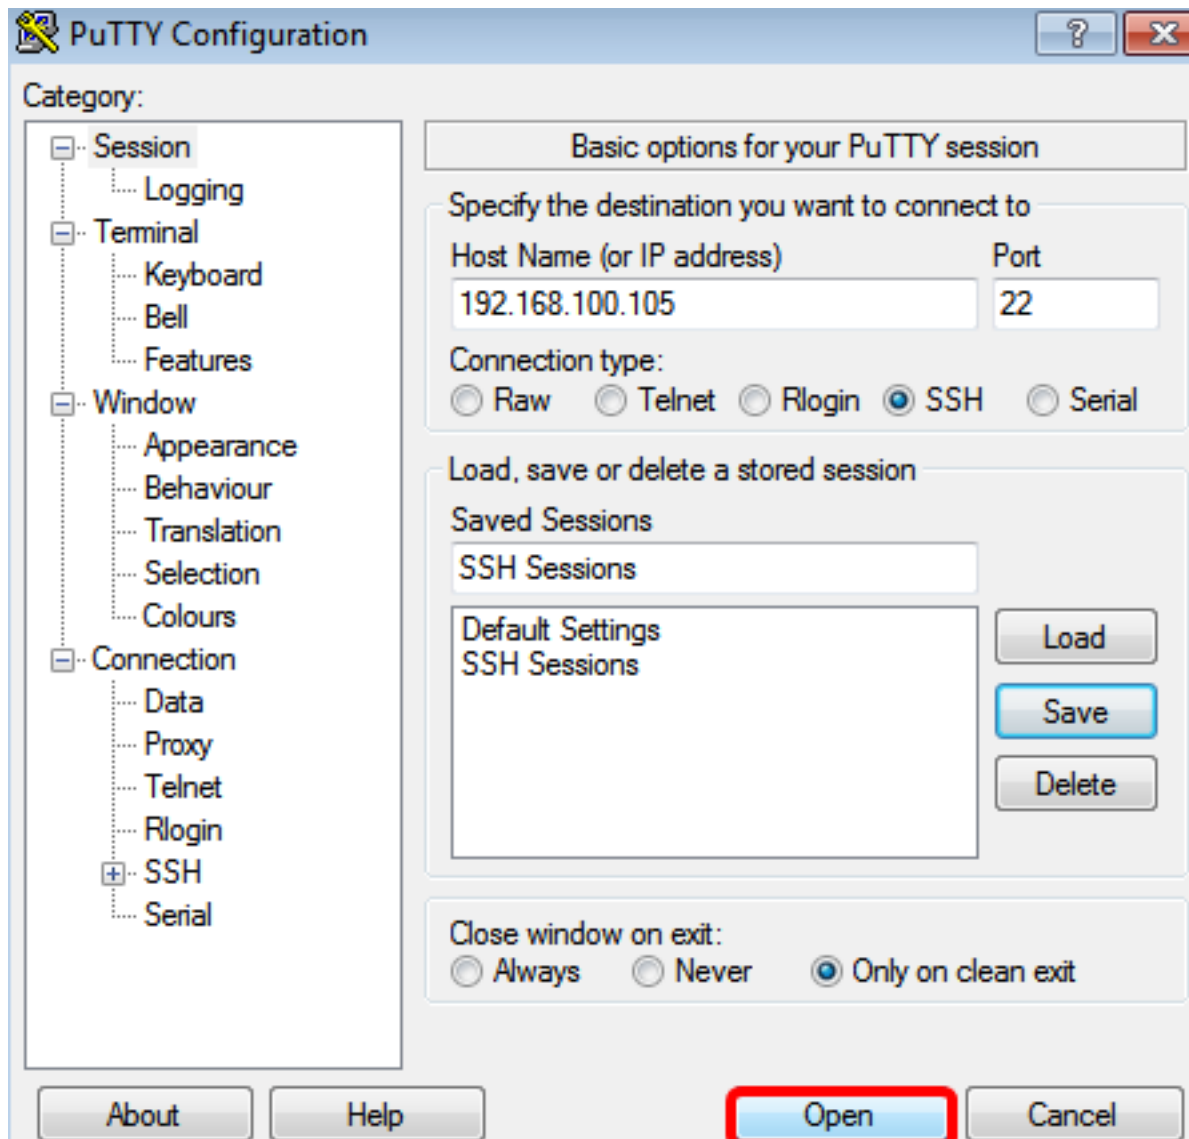 PuTTY Configuration
?
Category:
Session
Logging
Terminal
Keyboard
Bell
Features
Window
Appearance
Behaviour
Translation
Selection
Colours
Connection
Data
Proxy
Telnet
Rlogin
SSH
Serial
Basic options for your PuTTY session
Specify the destination you want to connect to
Host Name (or IP address) Port
192.168.100.105 22
Connection type:
Raw Telnet Rlogin SSH Serial
Load, save or delete a stored session
Saved Sessions
SSH Sessions
Default Settings
SSH Sessions
Load
Save
Delete
Close window on exit:
Always Never Only on clean exit
About Help Open Cancel